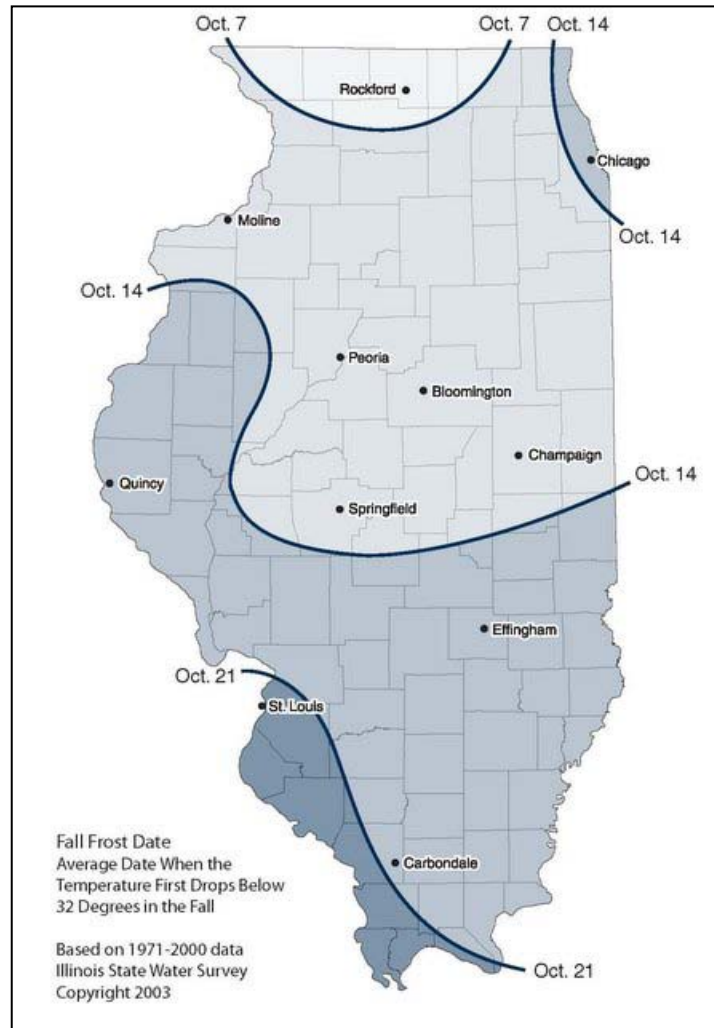 Oct. 7
Oct. 7
Oct. 14
Rockford
Chicago
Moline
Oct. 14
Oct. 14
Peoria
Bloomington
Champaign
Oct. 14
Quincy
Springfield
Effingham
Oct. 21
St. Louis
Fall Frost Date
Average Date When the
Temperature First Drops Below
32 Degrees in the Fall
Carbondale
Based on 1971-2000 data
Illinois State Water Survey
Copyright 2003
Oct. 21